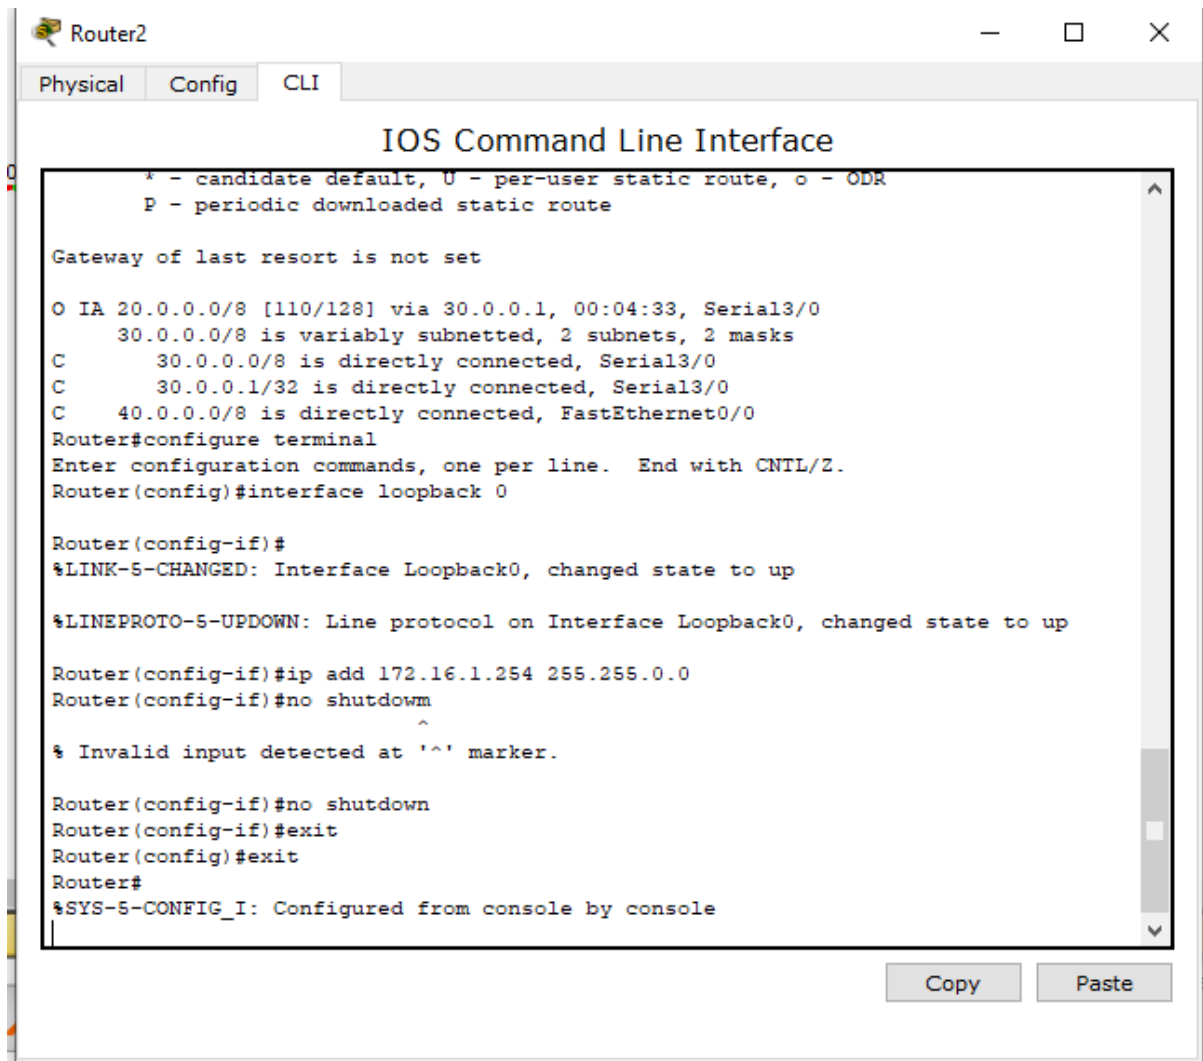 Router2
Physical Config CLI
IOS Command Line Interface
* - candidate default, U - per-user static route, o - ODR
P - periodic downloaded static route
Gateway of last resort is not set
O IA 20.0.0.0/8 [110/128] via 30.0.0.1, 00:04:33, Serial3/0
30.0.0.0/8 is variably subnetted, 2 subnets, 2 masks
C 30.0.0.0/8 is directly connected, Serial3/0
C 30.0.0.1/32 is directly connected, Serial3/0
C 40.0.0.0/8 is directly connected, FastEthernet0/0
Router#configure terminal
Enter configuration commands, one per line. End with CNTL/Z.
Router(config)#interface loopback 0
Router(config-if)#
%LINK-5-CHANGED: Interface Loopback0, changed state to up
%LINEPROTO-5-UPDOWN: Line protocol on Interface Loopback0, changed state to up
Router(config-if)#ip add 172.16.1.254 255.255.0.0
Router(config-if)#no shutdowm
^
% Invalid input detected at '^' marker.
Router(config-if)#no shutdown
Router(config-if)#exit
Router(config)#exit
Router#
%SYS-5-CONFIG_I: Configured from console by console
Copy Paste